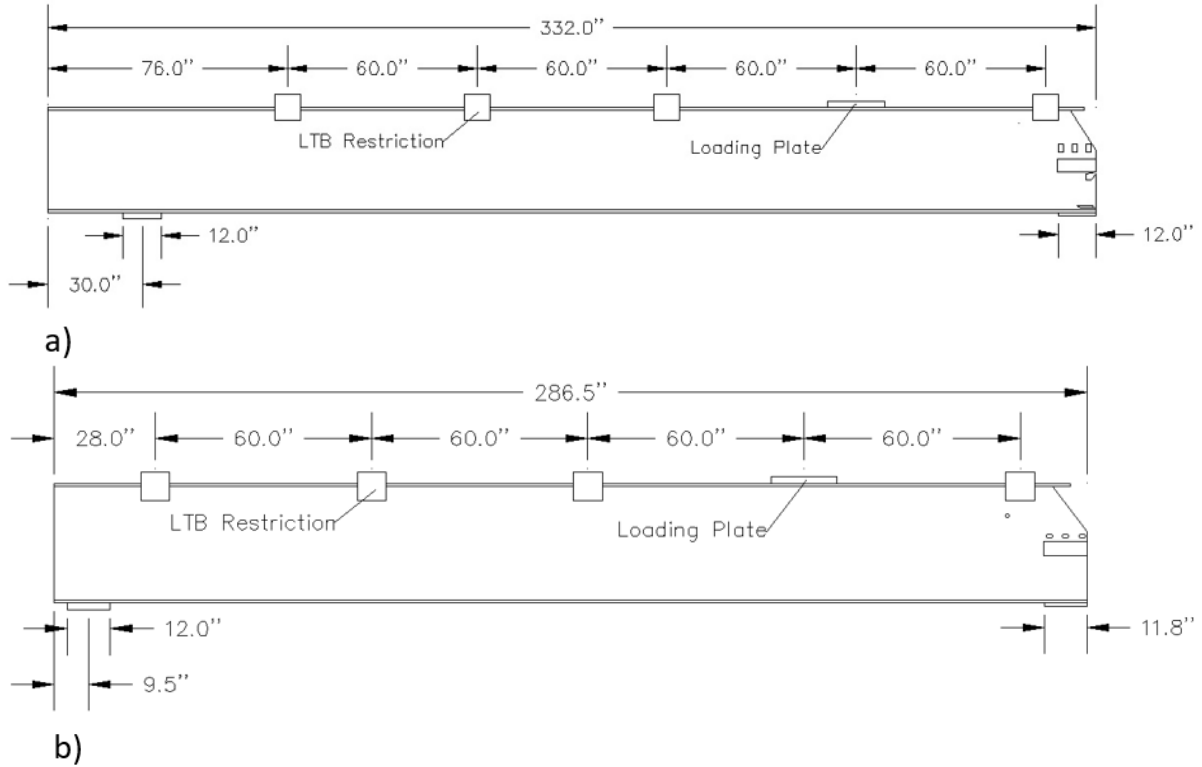 332.0”
76.0” 60.0” 60.0” 60.0” 60.0”
LTB Restriction Loading Plate
12.0” 12.0”
30.0”
a)
286.5”
28.0” 60.0” 60.0” 60.0” 60.0”
LTB Restriction Loading Plate
12.0” 11.8”
9.5”
b)